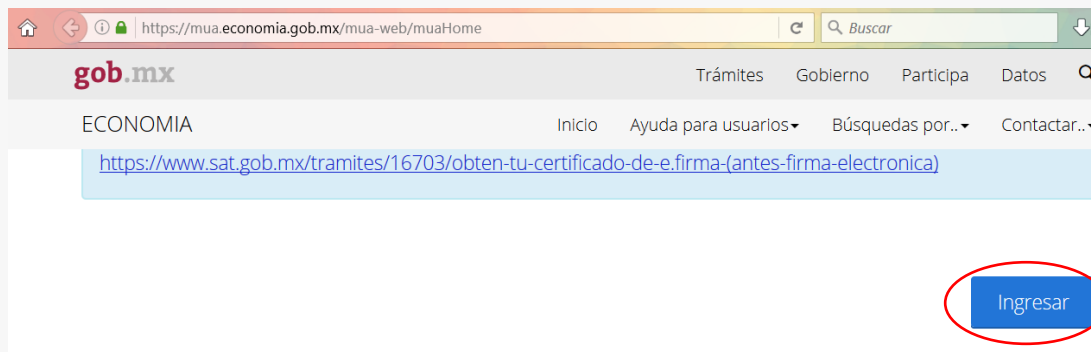 https://mua.economia.gob.mx/mua-web/muaHome Buscar
gob.mx Trámites Gobierno Participa Datos
ECONOMIA Inicio Ayuda para usuarios Búsquedas por.. Contactar..
https://www.sat.gob.mx/tramites/16703/obten-tu-certificado-de-e.firma-(antes-firma-electronica)
Ingresar